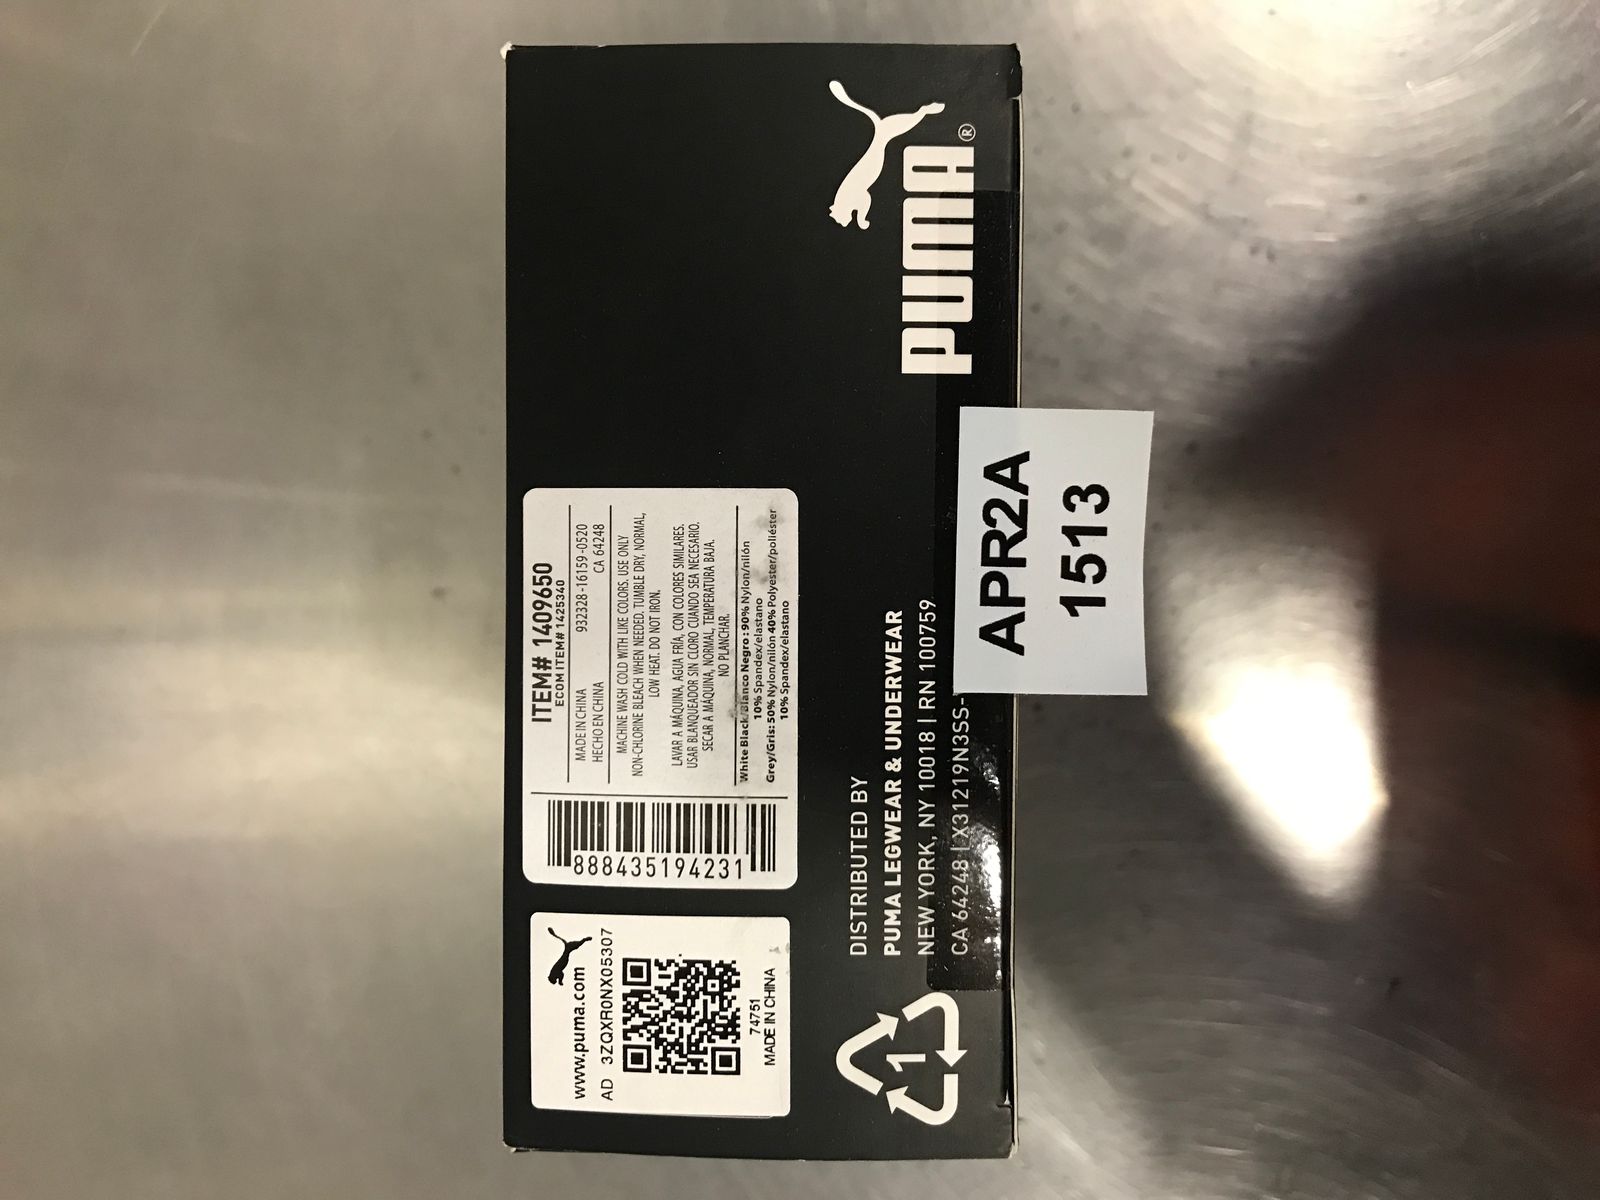 PUMA®
ITEM# 1409650
ECOM ITEM# 1425340
MADE IN CHINA 932328-16159-0520
HECHO EN CHINA CA 64248
MACHINE WASH COLD WITH LIKE COLORS. USE ONLY
NON-CHLORINE BLEACH WHEN NEEDED. TUMBLE DRY, NORMAL,
LOW HEAT. DO NOT IRON.
LAVAR A MÁQUINA, AGUA FRÍA, CON COLORES SIMILARES.
USAR BLANQUEADOR SIN CLORO CUANDO SEA NECESARIO.
SECAR A MÁQUINA, NORMAL, TEMPERATURA BAJA.
NO PLANCHAR.
White Black/Blanco Negro: 90% Nylon/nilón
10% Spandex/elastano
Grey/Gris: 50% Nylon/nilón 40% Polyester/poliéster
10% Spandex/elastano
888435194231
www.puma.com
AD 3ZQXR0NX05307
74751
MADE IN CHINA
1
DISTRIBUTED BY
PUMA LEGWEAR & UNDERWEAR
NEW YORK, NY 10018 | RN 100759
CA 64248 | X31219N3SS-
APR2A
1513